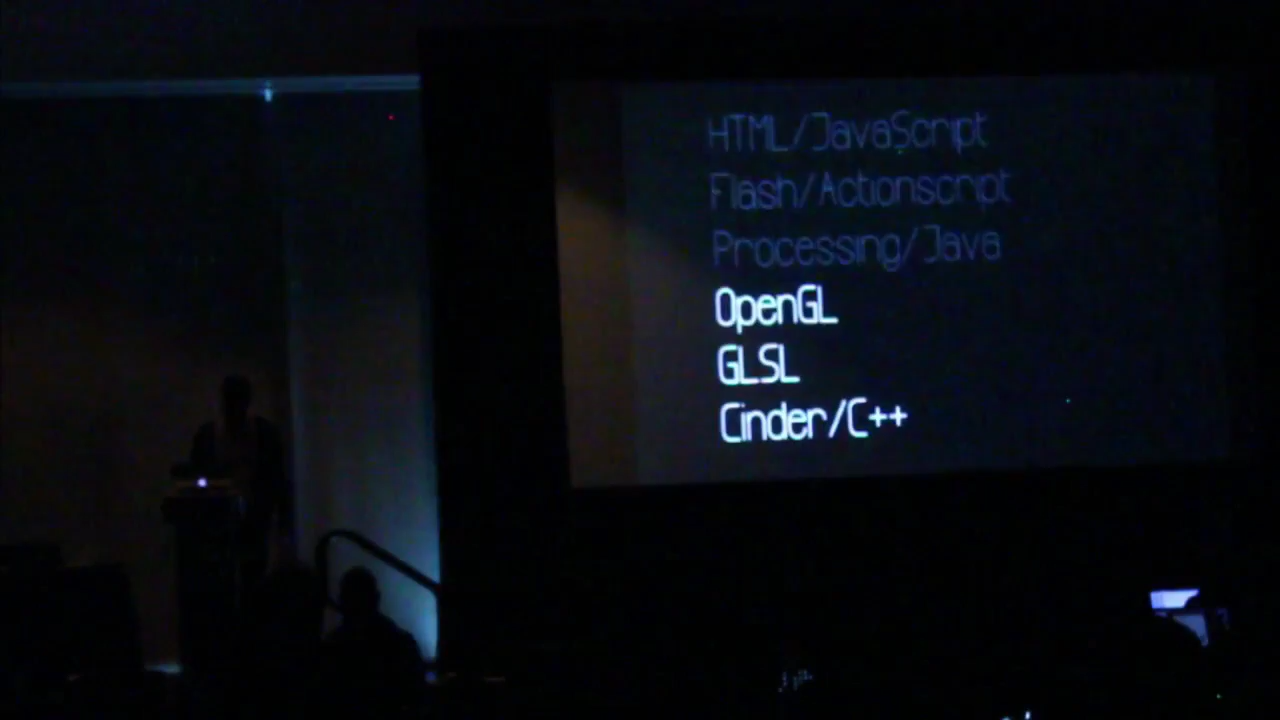 HTML/JavaScript
Flash/Actionscript
Processing/Java
OpenGL
GLSL
Cinder/C++